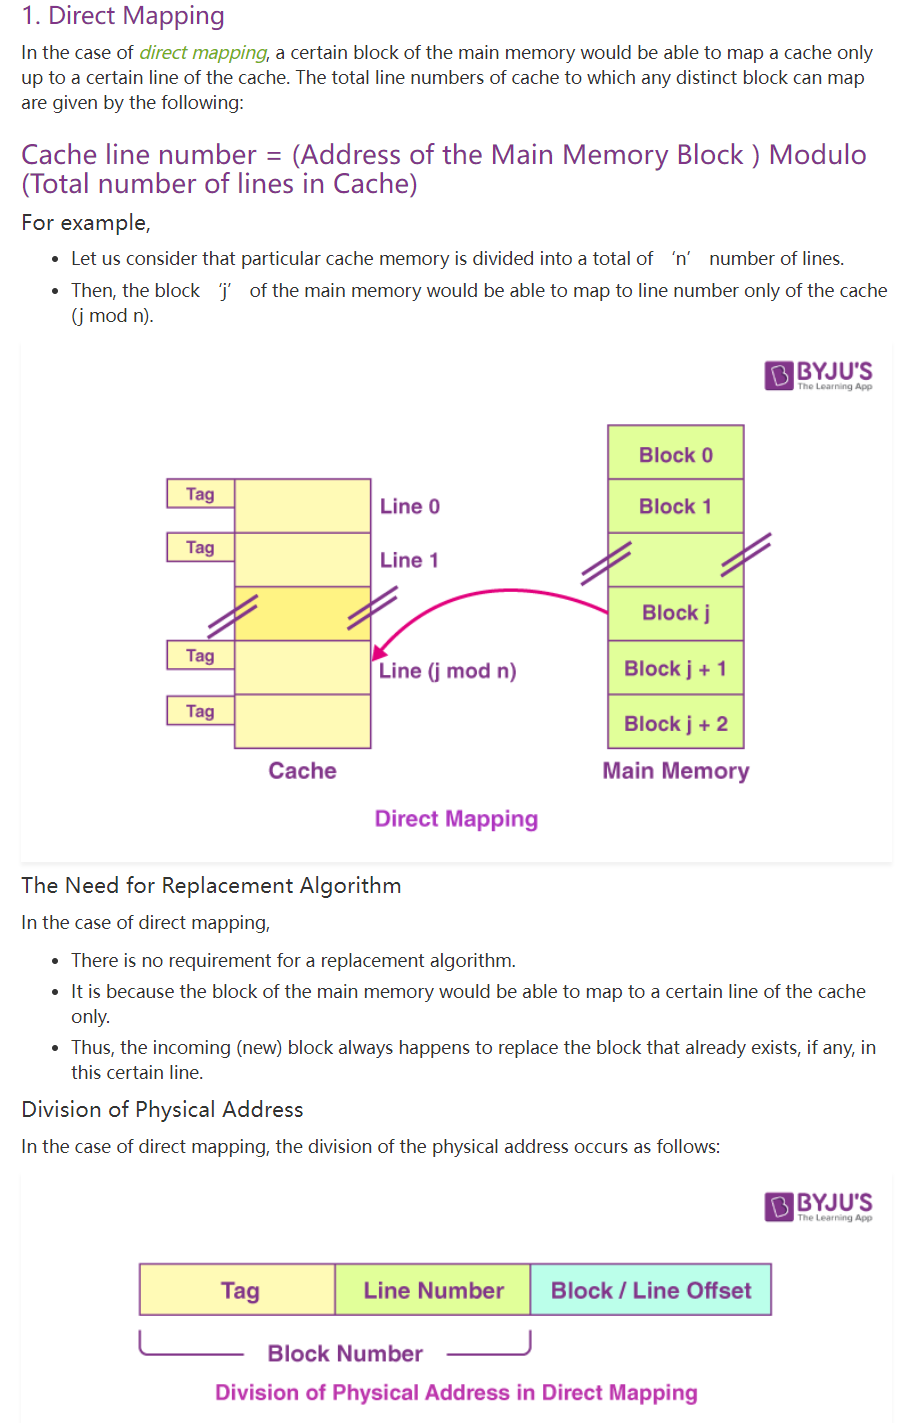 1. Direct Mapping
In the case of direct mapping, a certain block of the main memory would be able to map a cache only
up to a certain line of the cache. The total line numbers of cache to which any distinct block can map
are given by the following:
Cache line number = (Address of the Main Memory Block ) Modulo
(Total number of lines in Cache)
For example,
• Let us consider that particular cache memory is divided into a total of ‘n’ number of lines.
• Then, the block ‘j’ of the main memory would be able to map to line number only of the cache
(j mod n).
BYJU'S
The Learning App
Block 0
Tag
Line 0
Block 1
Tag
Line 1
Block j
Tag
Line (j mod n)
Block j + 1
Tag
Block j + 2
Cache
Main Memory
Direct Mapping
The Need for Replacement Algorithm
In the case of direct mapping,
• There is no requirement for a replacement algorithm.
• It is because the block of the main memory would be able to map to a certain line of the cache
only.
• Thus, the incoming (new) block always happens to replace the block that already exists, if any, in
this certain line.
Division of Physical Address
In the case of direct mapping, the division of the physical address occurs as follows:
BYJU'S
The Learning App
Tag
Line Number
Block / Line Offset
Block Number
Division of Physical Address in Direct Mapping